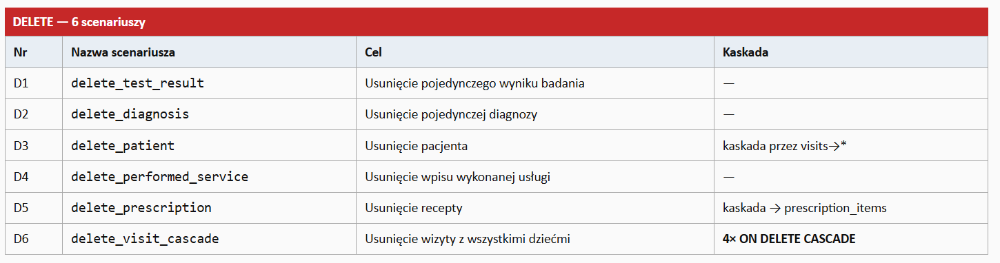 DELETE — 6 scenariuszy
Nr Nazwa scenariusza Cel Kaskada
D1 delete_test_result Usunięcie pojedynczego wyniku badania —
D2 delete_diagnosis Usunięcie pojedynczej diagnozy —
D3 delete_patient Usunięcie pacjenta kaskada przez visits→*
D4 delete_performed_service Usunięcie wpisu wykonanej usługi —
D5 delete_prescription Usunięcie recepty kaskada → prescription_items
D6 delete_visit_cascade Usunięcie wizyty z wszystkimi dziećmi 4× ON DELETE CASCADE